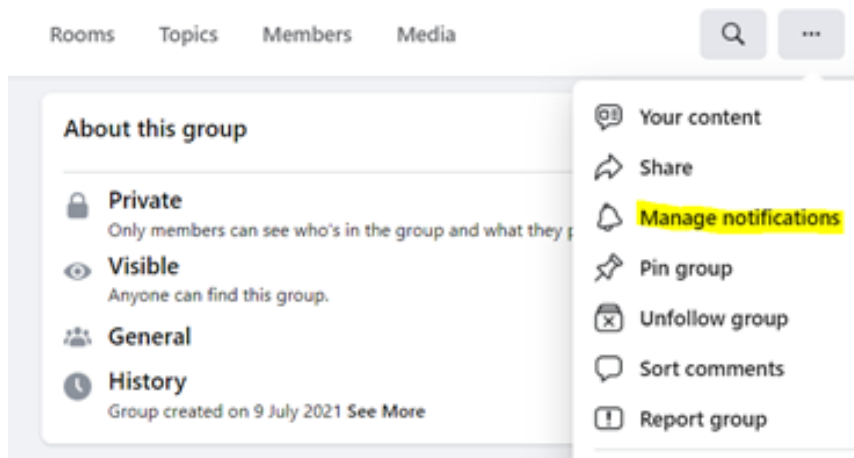 Rooms Topics Members Media
About this group
Private
Only members can see who's in the group and what they
Visible
Anyone can find this group.
General
History
Group created on 9 July 2021 See More
Your content
Share
Manage notifications
Pin group
Unfollow group
Sort comments
Report group